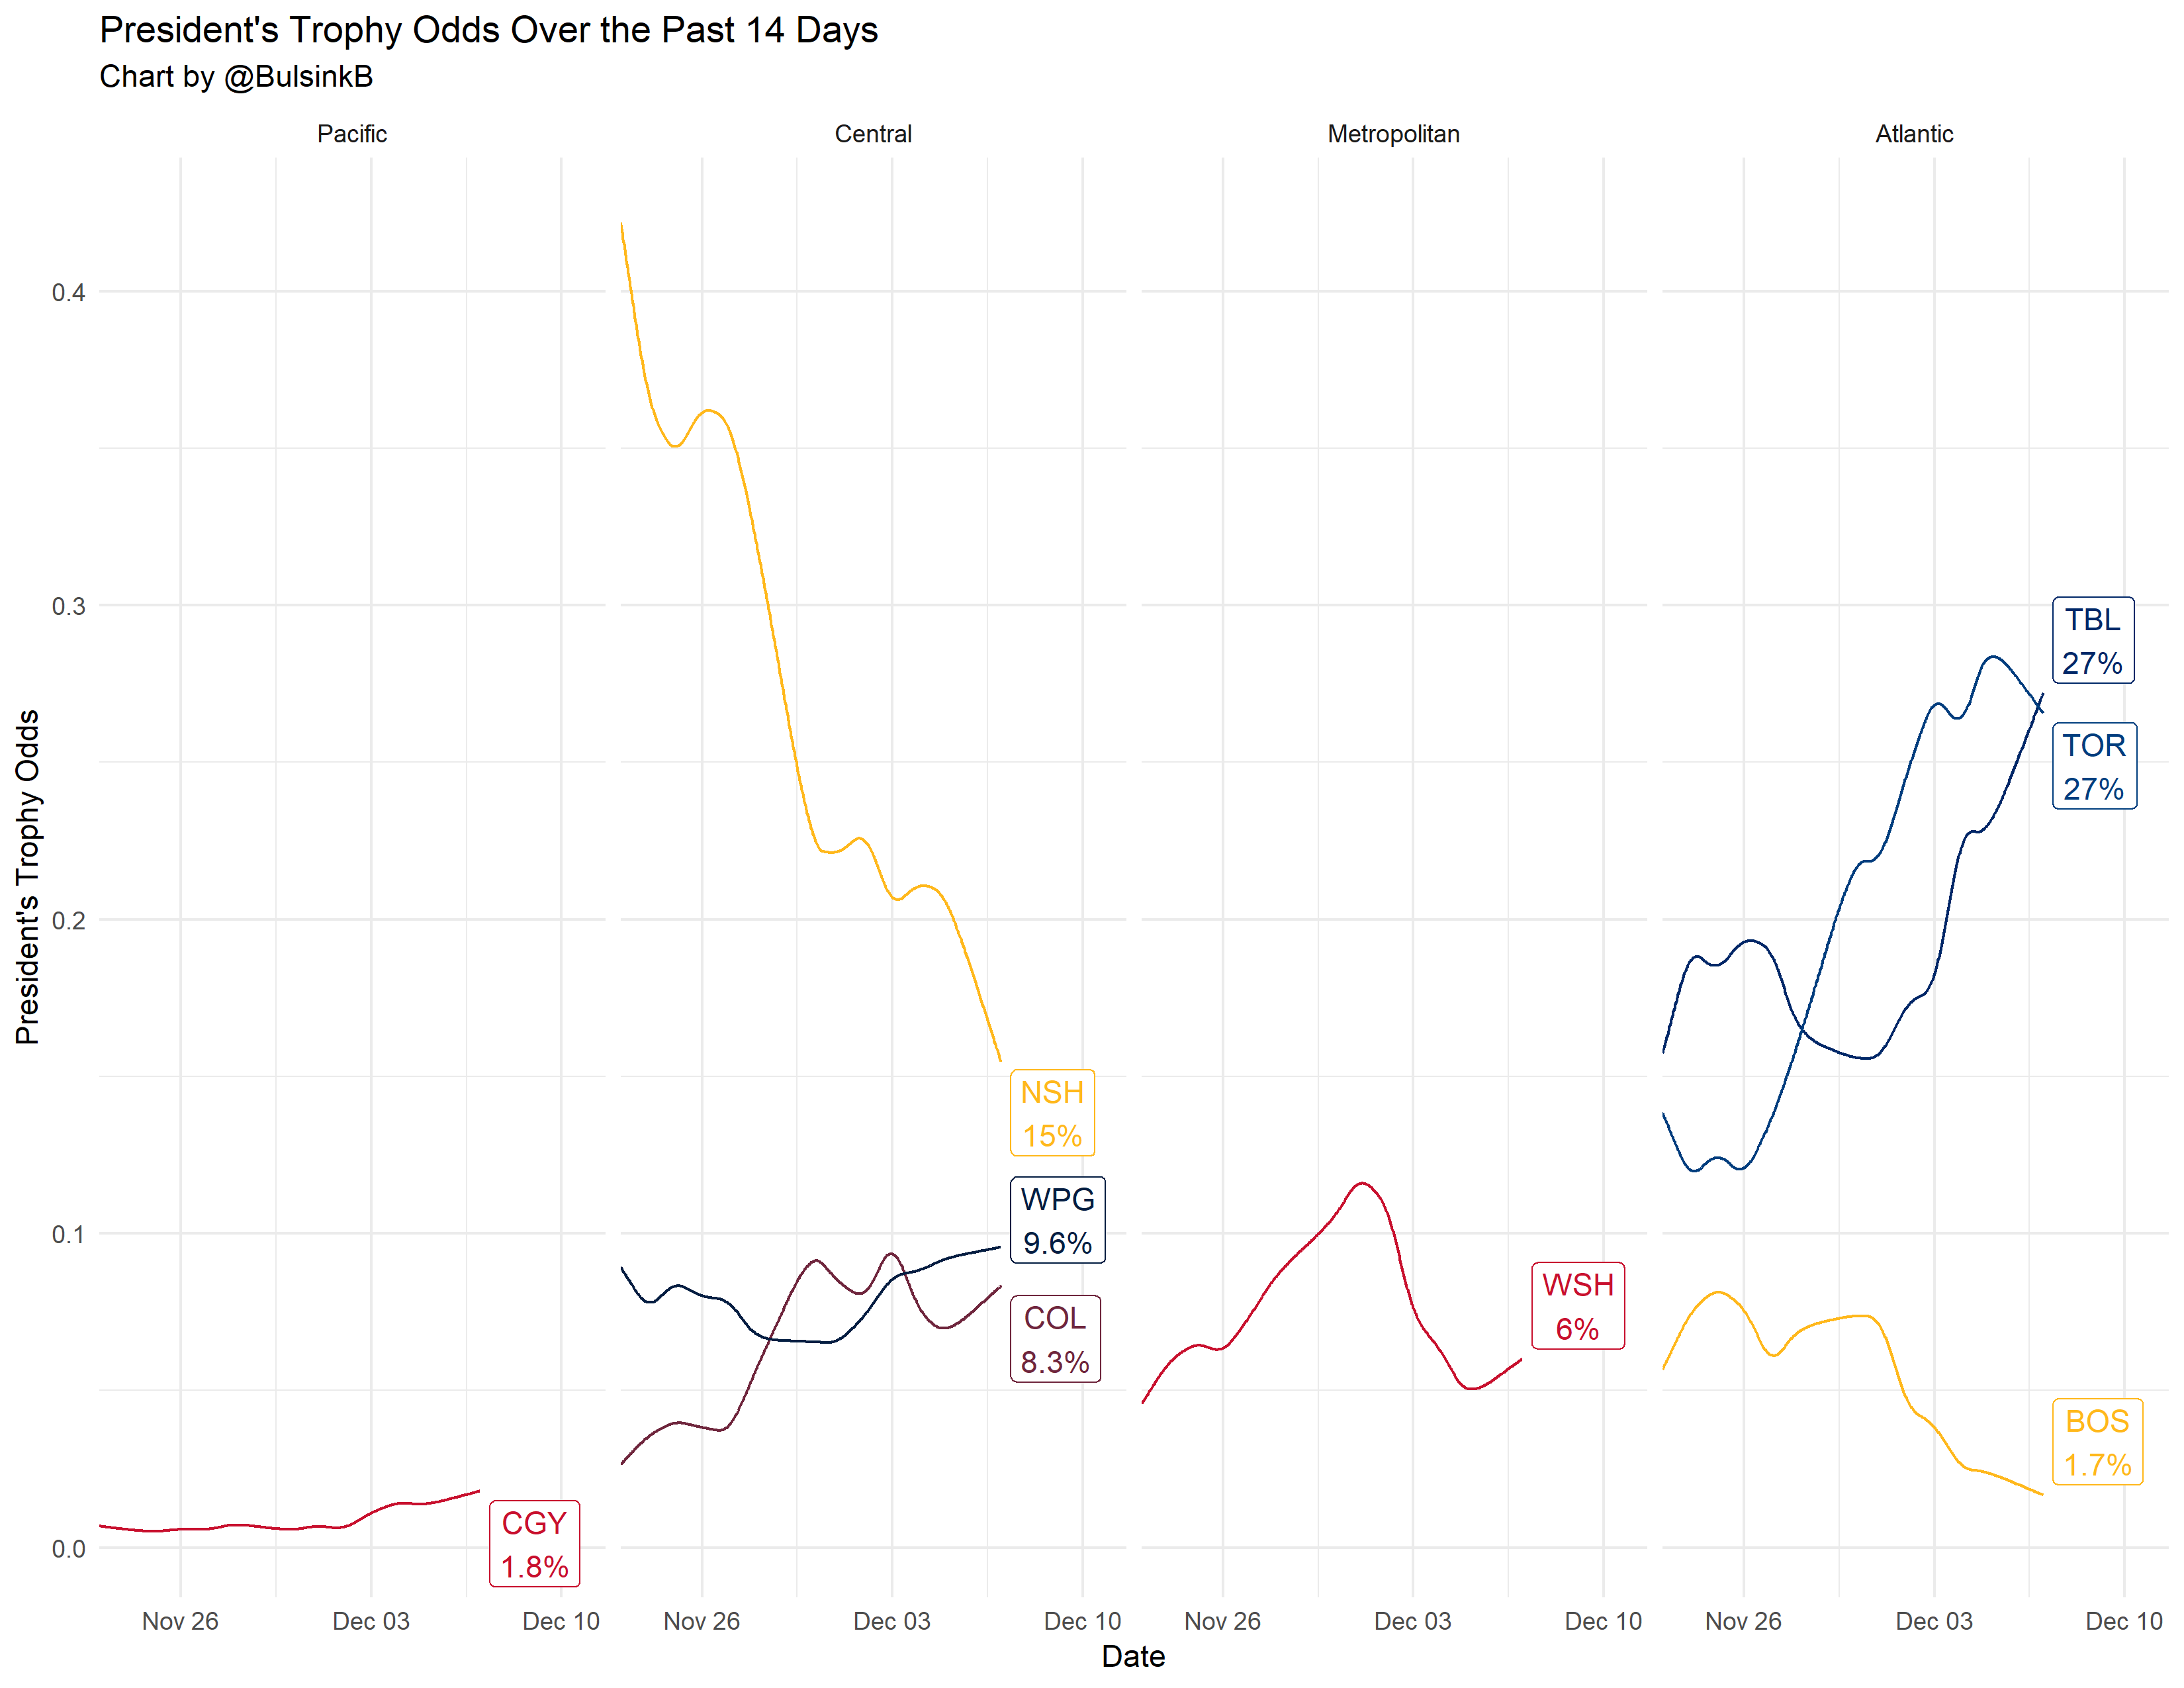 President's Trophy Odds Over the Past 14 Days
Chart by @BulsinkB
Pacific
Central
Metropolitan
Atlantic
President's Trophy Odds
0.4
0.3
0.2
0.1
0.0
CGY
1.8%
NSH
15%
WPG
9.6%
COL
8.3%
WSH
6%
TBL
27%
TOR
27%
BOS
1.7%
Nov 26
Dec 03
Dec 10
Nov 26
Dec 03
Dec 10
Nov 26
Dec 03
Dec 10
Nov 26
Dec 03
Dec 10
Date